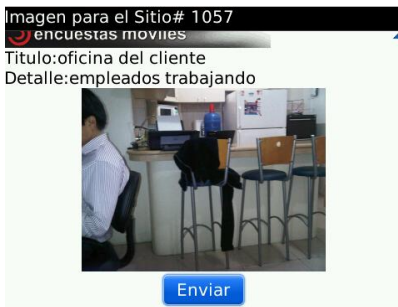 Imagen para el Sitio# 1057
encuestas moviles
Titulo:oficina del cliente
Detalle:empleados trabajando
Enviar